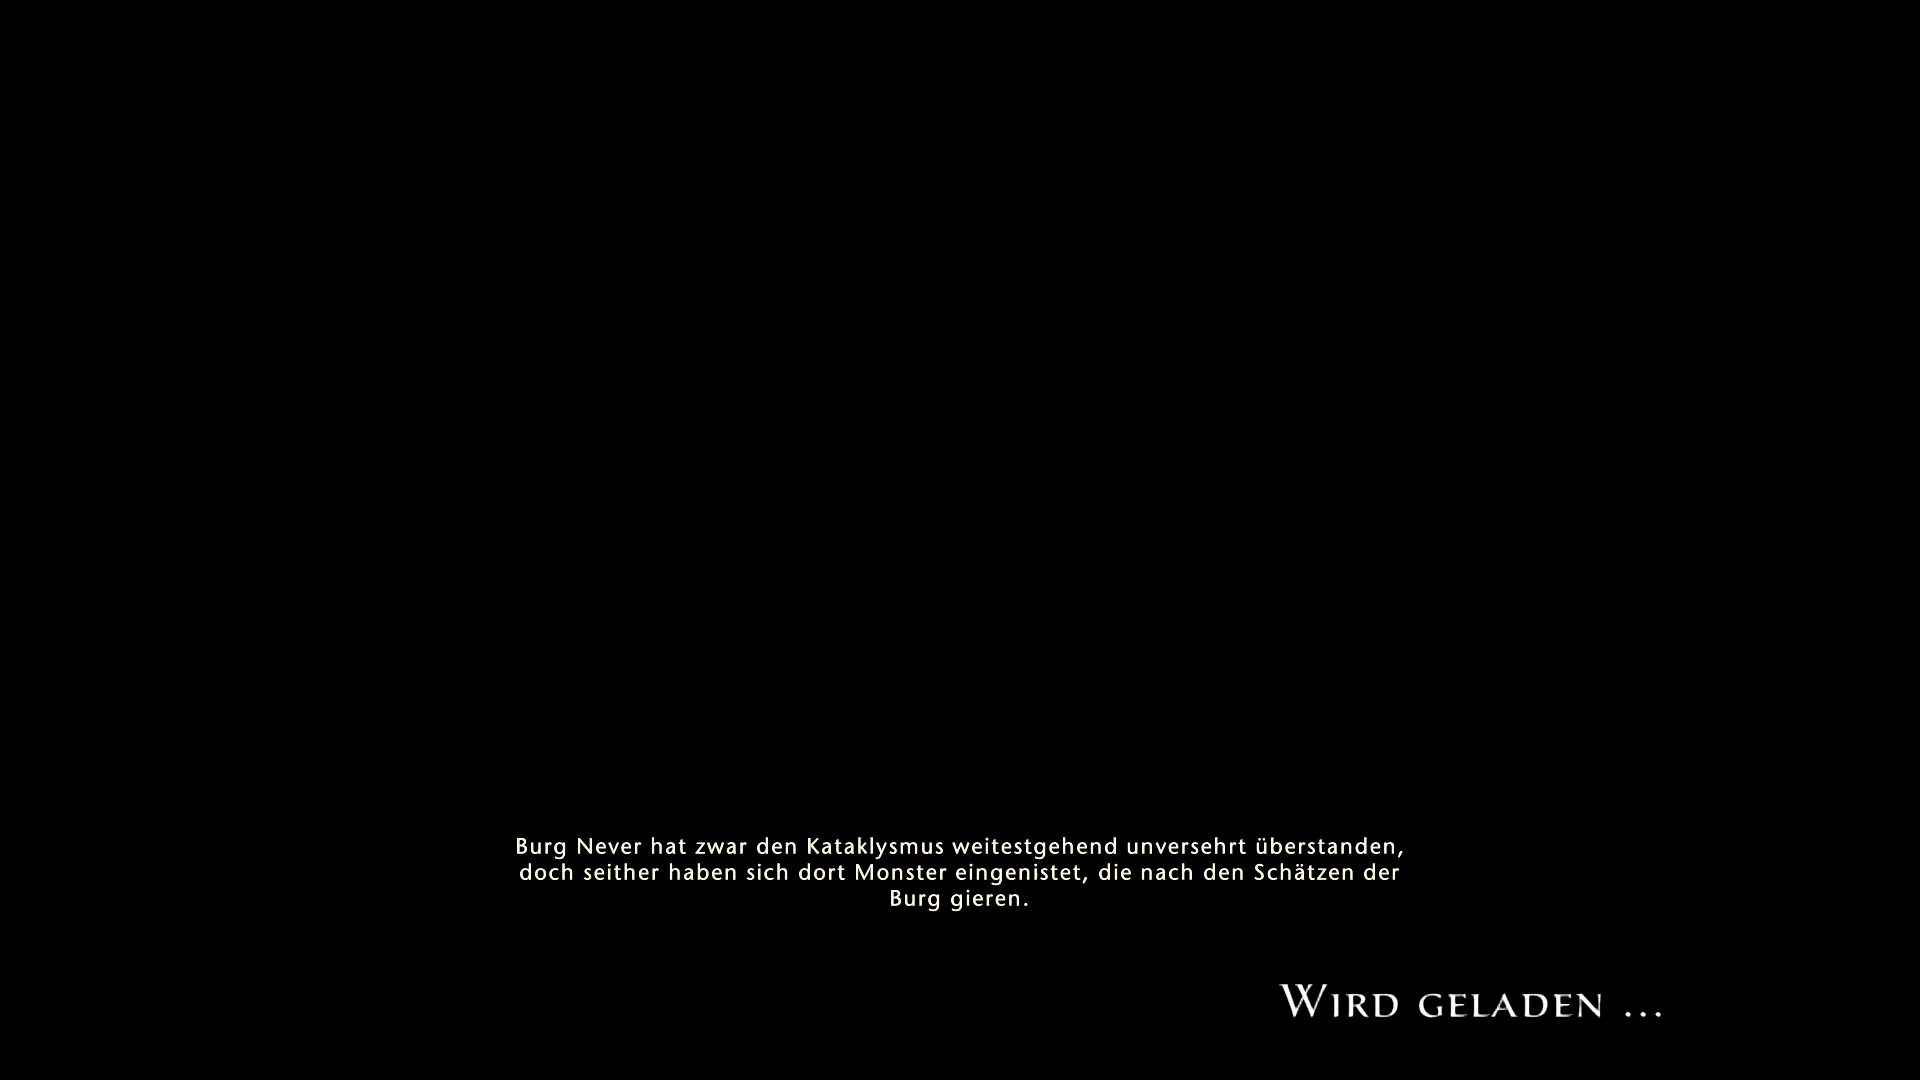 Burg Never hat zwar den Kataklysmus weitestgehend unversehrt überstanden,
doch seither haben sich dort Monster eingenistet, die nach den Schätzen der
Burg gieren.
Wird geladen ...